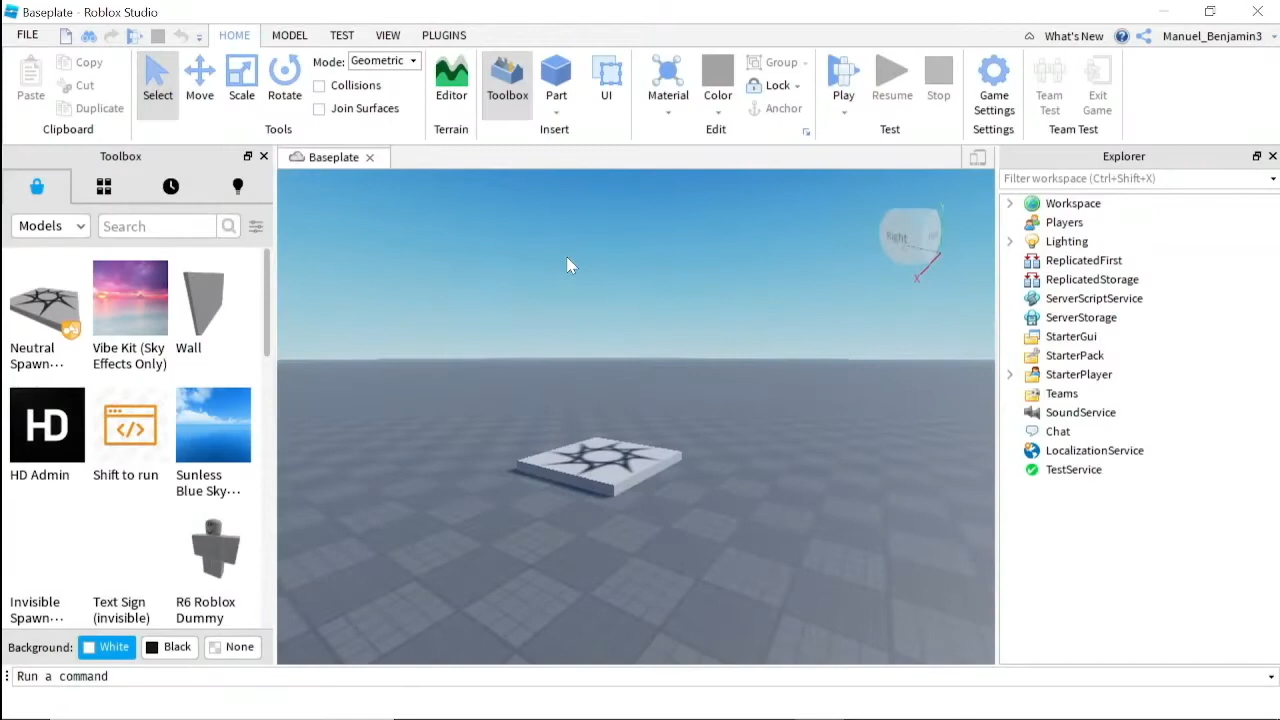 Baseplate - Roblox Studio
FILE HOME MODEL TEST VIEW PLUGINS What's New Manuel_Benjamin3
Paste
Copy
Cut
Duplicate
Clipboard
Select
Move
Scale
Rotate
Mode: Geometric
Collisions
Join Surfaces
Tools
Editor
Terrain
Toolbox
Part
UI
Insert
Material
Color
Group
Lock
Anchor
Edit
Play
Resume
Stop
Test
Game
Settings
Settings
Team
Test
Exit
Game
Team Test
Toolbox
Models
Search
Neutral
Spawn...
Vibe Kit (Sky
Effects Only)
Wall
HD
HD Admin
</>
Shift to run
Sunless
Blue Sky...
Invisible
Spawn...
Text Sign
(invisible)
R6 Roblox
Dummy
Background: White Black None
Baseplate
Right
X
Explorer
Filter workspace (Ctrl+Shift+X)
Workspace
Players
Lighting
ReplicatedFirst
ReplicatedStorage
ServerScriptService
ServerStorage
StarterGui
StarterPack
StarterPlayer
Teams
SoundService
Chat
LocalizationService
TestService
Run a command